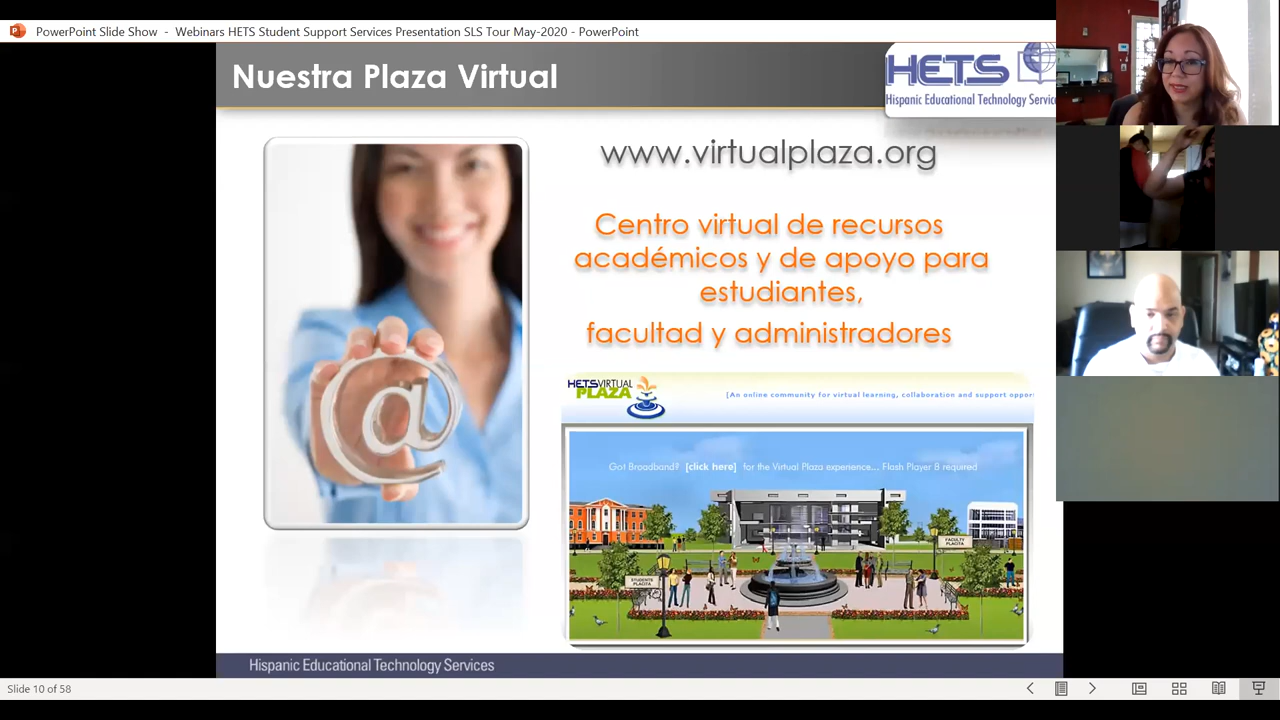 PowerPoint Slide Show - Webinars HETS Student Support Services Presentation SLS Tour May-2020 - PowerPoint
Nuestra Plaza Virtual
HETS
Hispanic Educational Technology
www.virtualplaza.org
Centro virtual de recursos
académicos y de apoyo para
estudiantes,
facultad y administradores
@
HETS VIRTUAL
PLAZA
[An online community for virtual learning, collaboration and support
Got Broadband? [click here] for the Virtual Plaza experience... Flash Player 8 required
STUDENTS
PLACITA
FACULTY
PLACITA
Hispanic Educational Technology Services
Slide 10 of 58